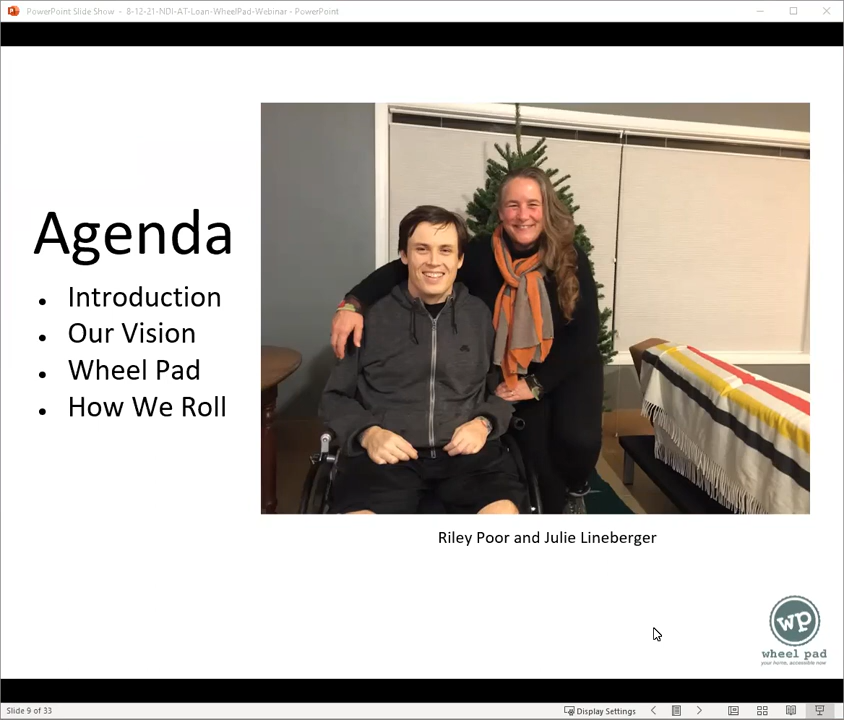 PowerPoint Slide Show - 8-12-21-NDI-AT-Loan-WheelPad-Webinar - PowerPoint
Agenda
• Introduction
• Our Vision
• Wheel Pad
• How We Roll
Riley Poor and Julie Lineberger
wp
wheel pad
your home, accessible now
Slide 9 of 33
Display Settings